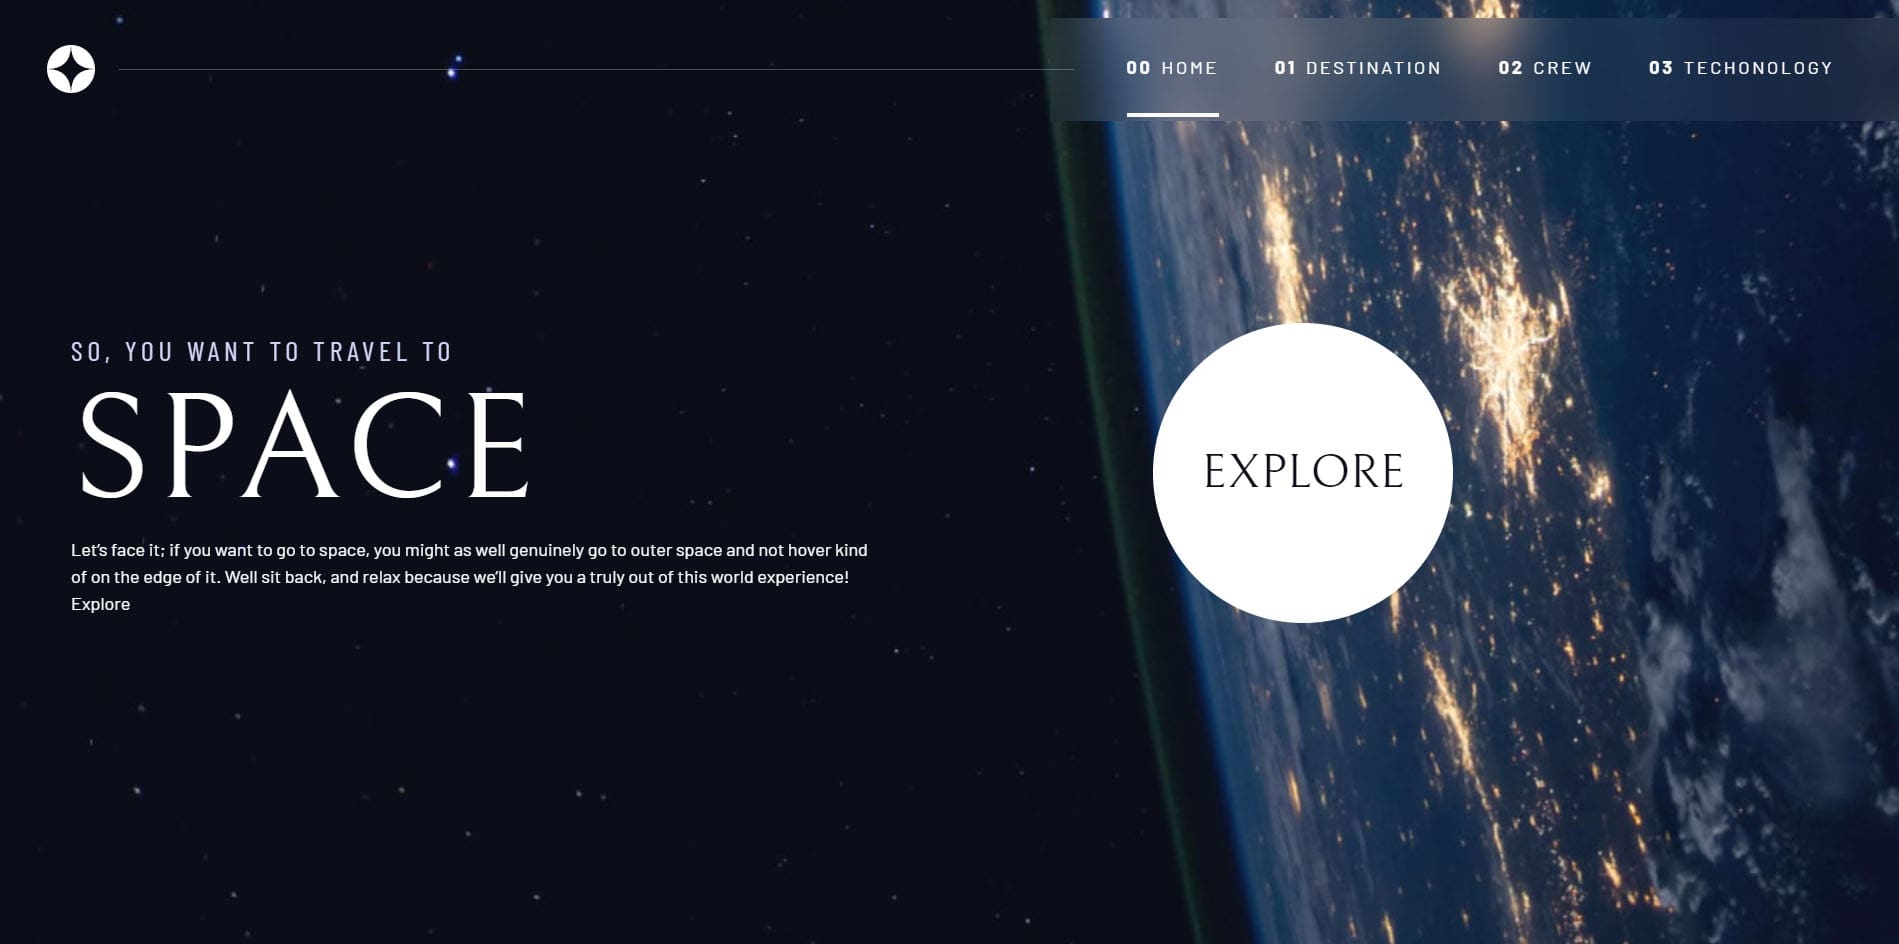 00 HOME 01 DESTINATION 02 CREW 03 TECHONOLOGY
SO, YOU WANT TO TRAVEL TO
SPACE
Let’s face it; if you want to go to space, you might as well genuinely go to outer space and not hover kind
of on the edge of it. Well sit back, and relax because we’ll give you a truly out of this world experience!
Explore
EXPLORE